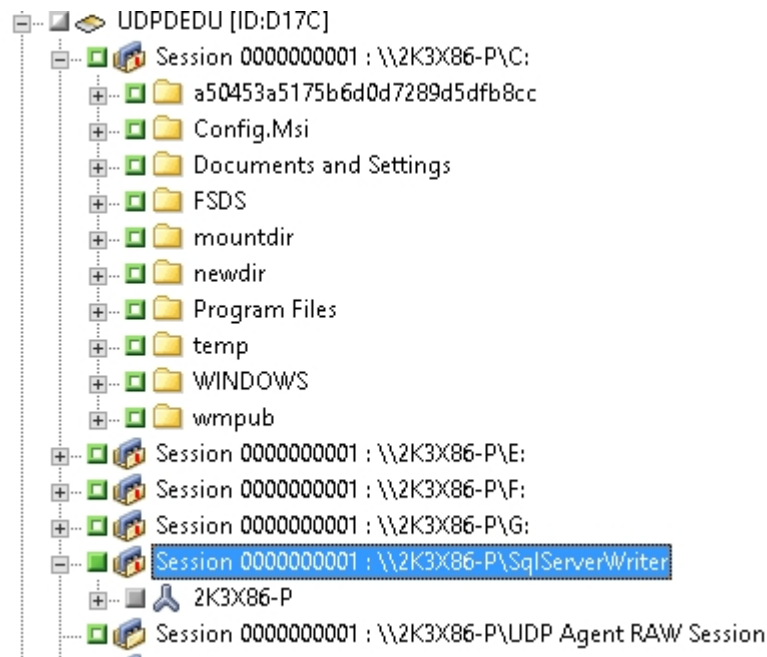 UDPDEDU [ID:D17C]
Session 0000000001 : \\2K3X86-P\C:
a50453a5175b6d0d7289d5dfb8cc
Config.Msi
Documents and Settings
FSDS
mountdir
newdir
Program Files
temp
WINDOWS
wmpub
Session 0000000001 : \\2K3X86-P\E:
Session 0000000001 : \\2K3X86-P\F:
Session 0000000001 : \\2K3X86-P\G:
Session 0000000001 : \\2K3X86-P\SqlServerWriter
2K3X86-P
Session 0000000001 : \\2K3X86-P\UDP Agent RAW Session